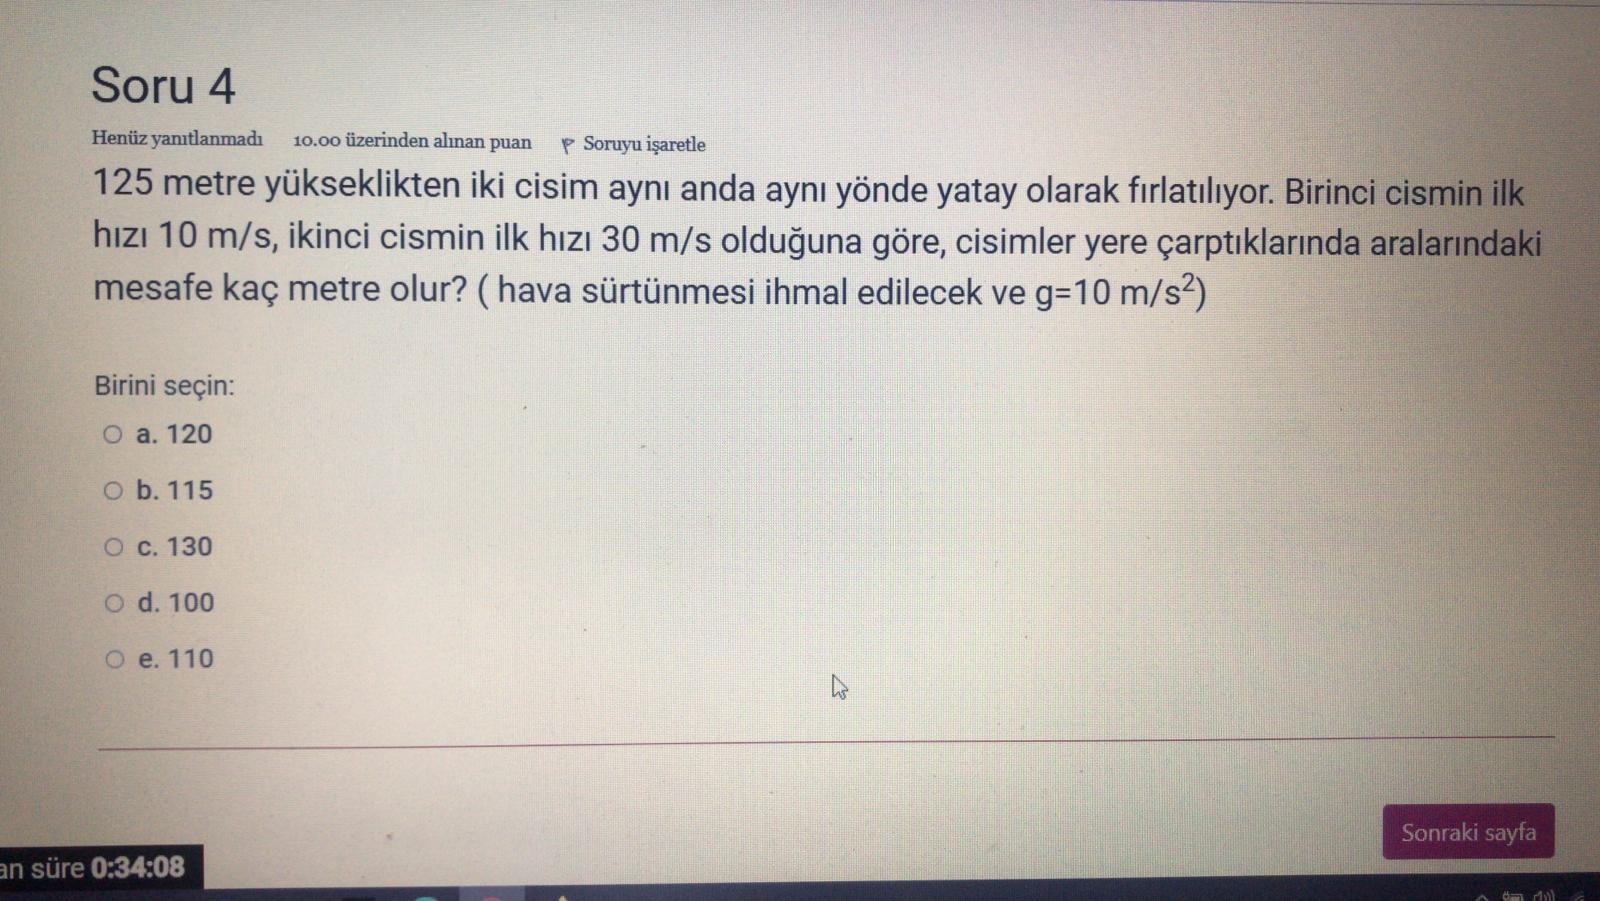 Soru 4
Henüz yanıtlanmadı 10.00 üzerinden alınan puan Soruyu işaretle
125 metre yükseklikten iki cisim aynı anda aynı yönde yatay olarak fırlatılıyor. Birinci cismin ilk
hızı 10 m/s, ikinci cismin ilk hızı 30 m/s olduğuna göre, cisimler yere çarptıklarında aralarındaki
mesafe kaç metre olur? ( hava sürtünmesi ihmal edilecek ve g=10 m/s²)
Birini seçin:
a. 120
b. 115
c. 130
d. 100
e. 110
Sonraki sayfa
an süre 0:34:08